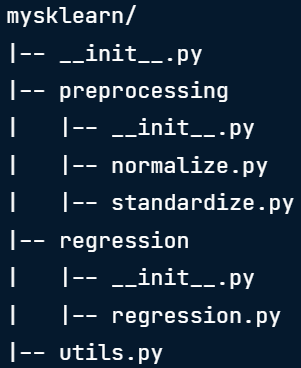 mysklearn/
|-- __init__.py
|-- preprocessing
|   |-- __init__.py
|   |-- normalize.py
|   |-- standardize.py
|-- regression
|   |-- __init__.py
|   |-- regression.py
|-- utils.py